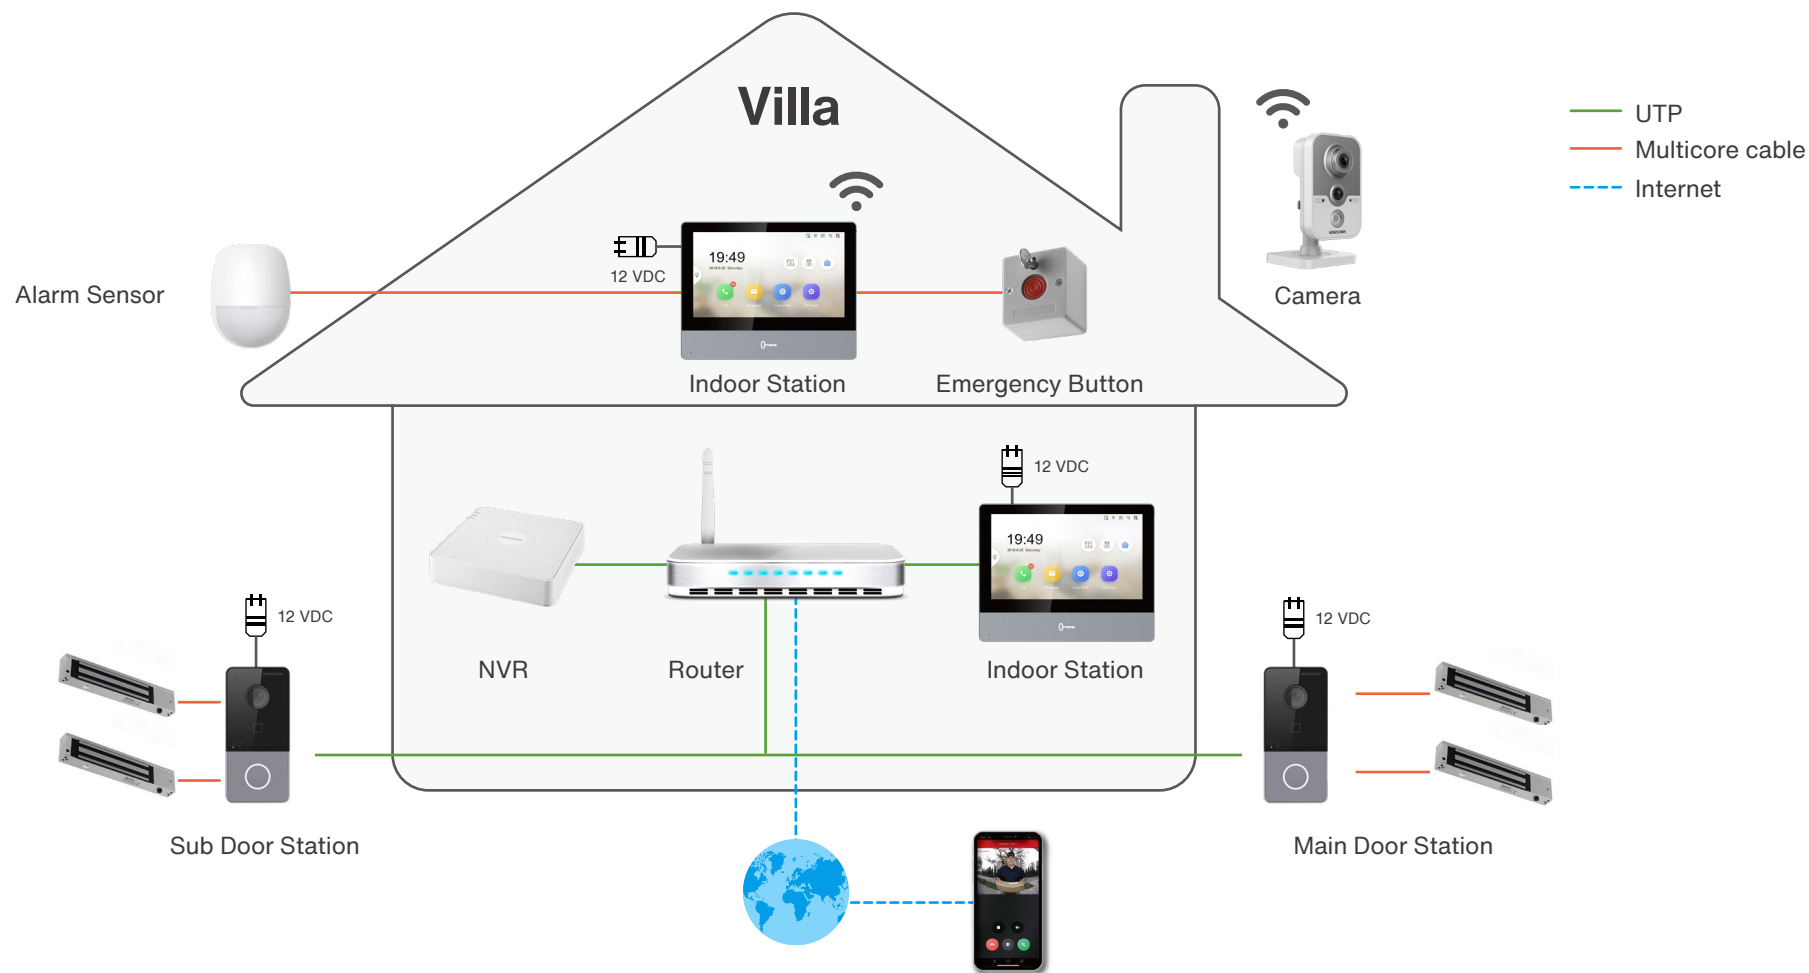 Villa
UTP
Multicore cable
Internet
19:49
12 VDC
Alarm Sensor
Camera
Indoor Station
Emergency Button
12 VDC
19:49
12 VDC
12 VDC
NVR
Router
Indoor Station
Sub Door Station
Main Door Station